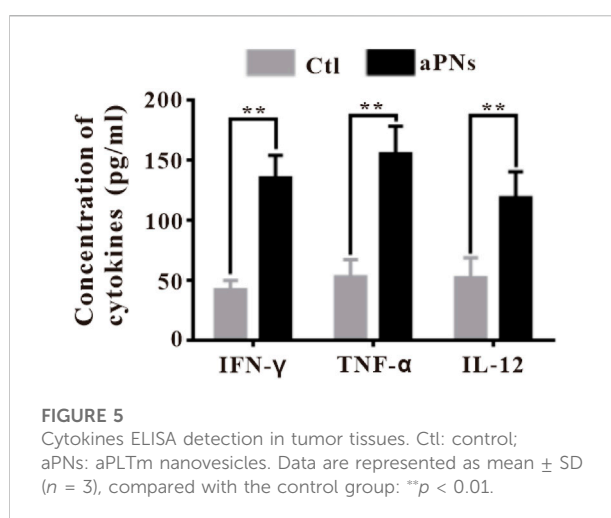 Ctl aPNs
Concentration of
cytokines (pg/ml)
200
150
100
50
0
** ** **
IFN-γ TNF-α IL-12
FIGURE 5
Cytokines ELISA detection in tumor tissues. Ctl: control;
aPNs: aPLTm nanovesicles. Data are represented as mean ± SD
(n = 3), compared with the control group: **p < 0.01.